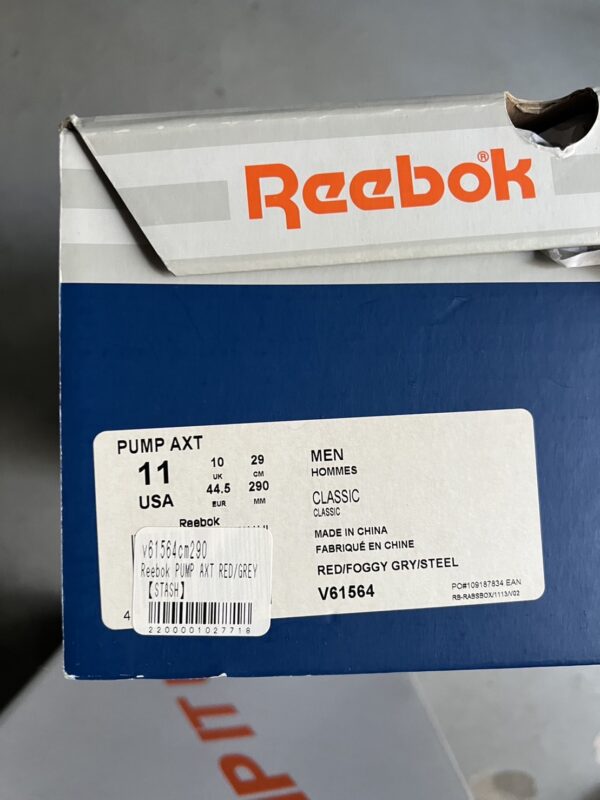 Reebok®
PUMP AXT
11
USA
10
UK
44.5
EUR
29
CM
290
MM
MEN
HOMMES
CLASSIC
CLASSIC
MADE IN CHINA
FABRIQUÉ EN CHINE
RED/FOGGY GRY/STEEL
V61564
PO#109187834 EAN
RB-RABSBOX/1113/V02
Reebok
v61564cm290
Reebok PUMP AXT RED/GREY
【STASH】
2200001027718
4
PIT